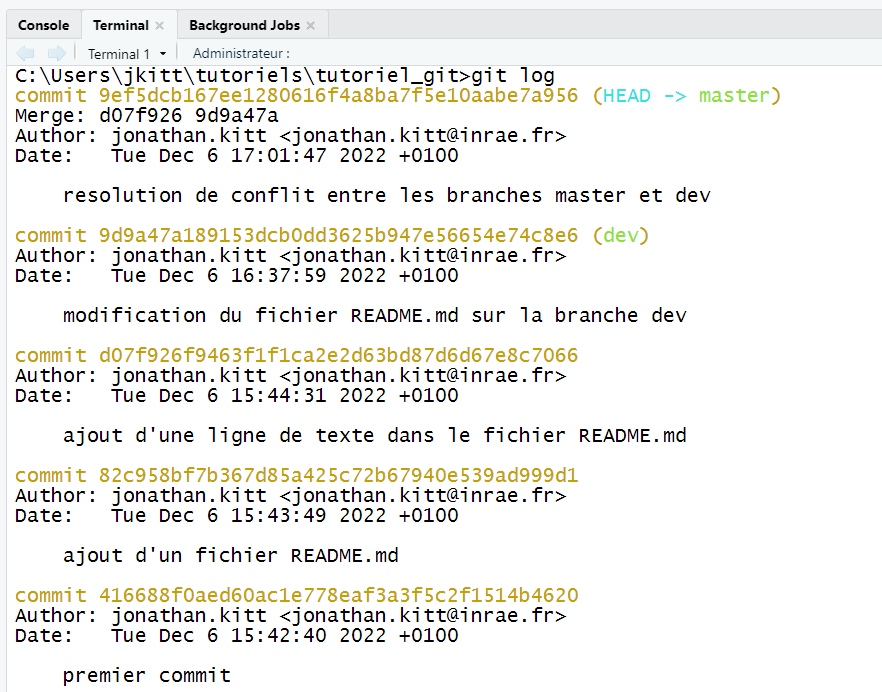 Console Terminal Background Jobs
Terminal 1 Administrateur :
C:\Users\jkitt\tutoriels\tutoriel_git>git log
commit 9ef5dcb167ee1280616f4a8ba7f5e10aabe7a956 (HEAD -> master)
Merge: d07f926 9d9a47a
Author: jonathan.kitt <jonathan.kitt@inrae.fr>
Date:   Tue Dec 6 17:01:47 2022 +0100
    resolution de conflit entre les branches master et dev
commit 9d9a47a189153dcb0dd3625b947e56654e74c8e6 (dev)
Author: jonathan.kitt <jonathan.kitt@inrae.fr>
Date:   Tue Dec 6 16:37:59 2022 +0100
    modification du fichier README.md sur la branche dev
commit d07f926f9463f1f1ca2e2d63bd87d6d67e8c7066
Author: jonathan.kitt <jonathan.kitt@inrae.fr>
Date:   Tue Dec 6 15:44:31 2022 +0100
    ajout d'une ligne de texte dans le fichier README.md
commit 82c958bf7b367d85a425c72b67940e539ad999d1
Author: jonathan.kitt <jonathan.kitt@inrae.fr>
Date:   Tue Dec 6 15:43:49 2022 +0100
    ajout d'un fichier README.md
commit 416688f0aed60ac1e778eaf3a3f5c2f1514b4620
Author: jonathan.kitt <jonathan.kitt@inrae.fr>
Date:   Tue Dec 6 15:42:40 2022 +0100
    premier commit